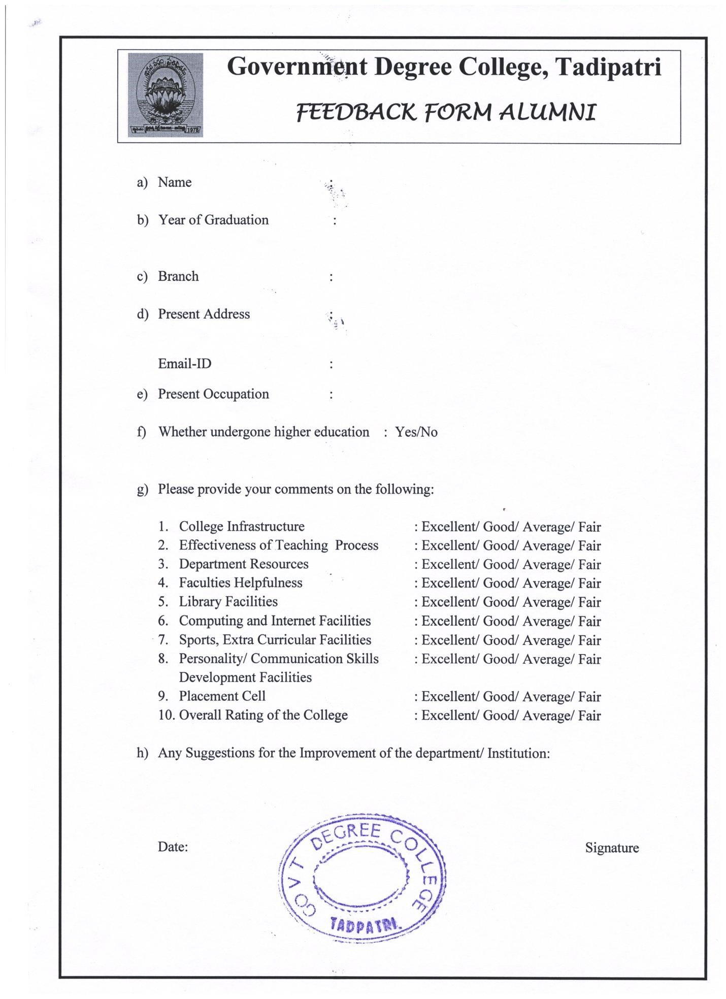 Government Degree College, Tadipatri
FEEDBACK FORM ALUMNI
1978
a) Name :
b) Year of Graduation :
c) Branch :
d) Present Address :
Email-ID :
e) Present Occupation :
f) Whether undergone higher education : Yes/No
g) Please provide your comments on the following:
1. College Infrastructure : Excellent/ Good/ Average/ Fair
2. Effectiveness of Teaching Process : Excellent/ Good/ Average/ Fair
3. Department Resources : Excellent/ Good/ Average/ Fair
4. Faculties Helpfulness : Excellent/ Good/ Average/ Fair
5. Library Facilities : Excellent/ Good/ Average/ Fair
6. Computing and Internet Facilities : Excellent/ Good/ Average/ Fair
7. Sports, Extra Curricular Facilities : Excellent/ Good/ Average/ Fair
8. Personality/ Communication Skills : Excellent/ Good/ Average/ Fair
Development Facilities
9. Placement Cell : Excellent/ Good/ Average/ Fair
10. Overall Rating of the College : Excellent/ Good/ Average/ Fair
h) Any Suggestions for the Improvement of the department/ Institution:
Date: Signature
GOVT DEGREE COLLEGE
TADPATRI.